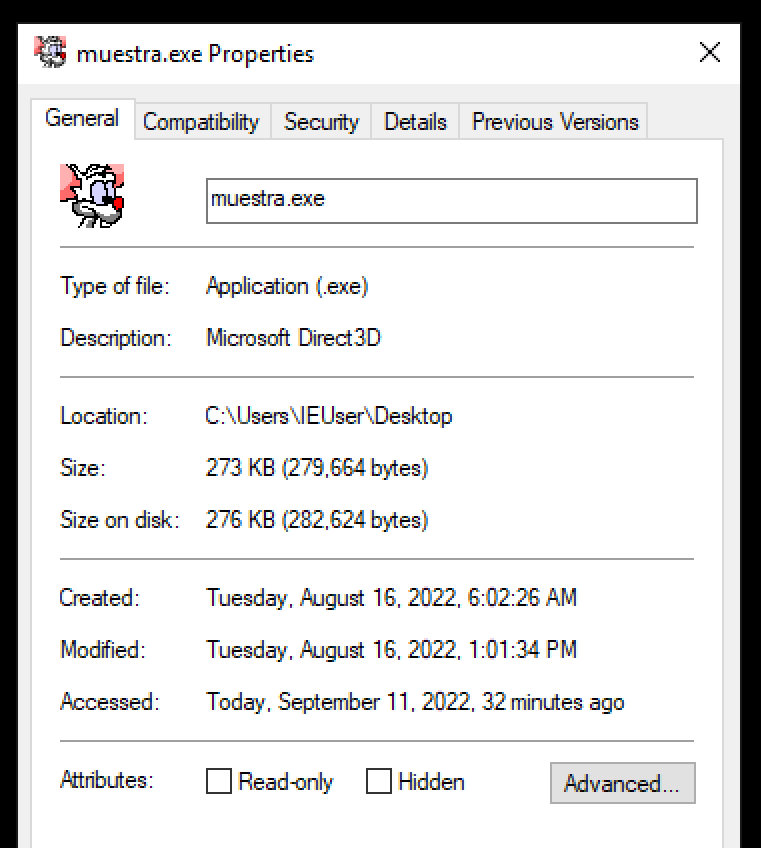 muestra.exe Properties
General Compatibility Security Details Previous Versions
muestra.exe
Type of file: Application (.exe)
Description: Microsoft Direct3D
Location: C:\Users\IEUser\Desktop
Size: 273 KB (279,664 bytes)
Size on disk: 276 KB (282,624 bytes)
Created: Tuesday, August 16, 2022, 6:02:26 AM
Modified: Tuesday, August 16, 2022, 1:01:34 PM
Accessed: Today, September 11, 2022, 32 minutes ago
Attributes: Read-only Hidden Advanced...